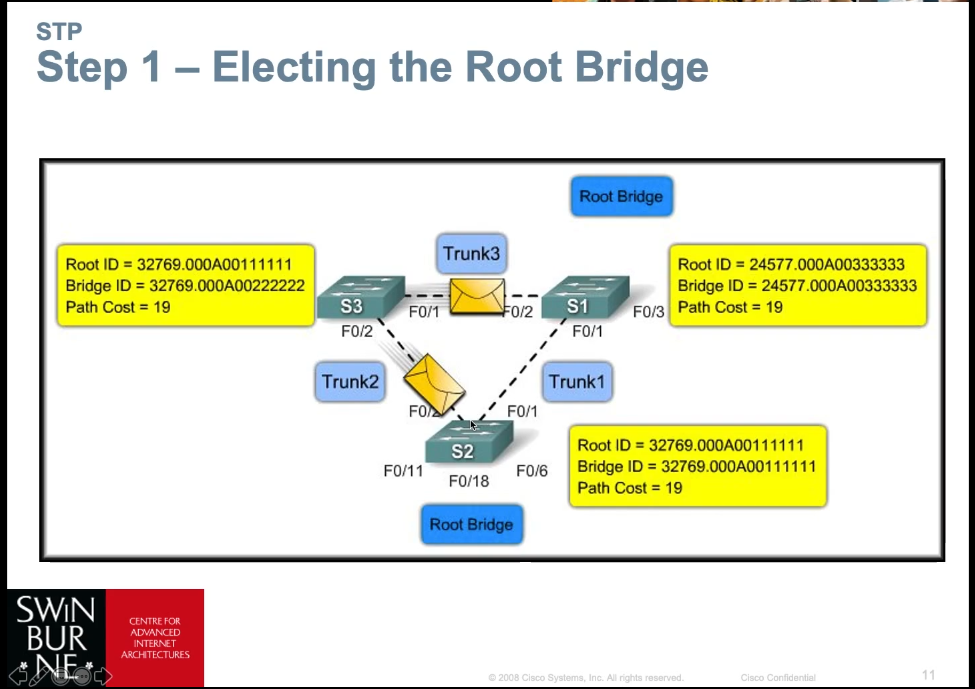 STP
Step 1 – Electing the Root Bridge
Root Bridge
Trunk3
Root ID = 32769.000A00111111
Bridge ID = 32769.000A00222222
Path Cost = 19
Root ID = 24577.000A00333333
Bridge ID = 24577.000A00333333
Path Cost = 19
S3
F0/1
F0/2
S1
F0/3
F0/2
F0/1
Trunk2
Trunk1
F0/2
F0/1
S2
F0/11
F0/18
F0/6
Root ID = 32769.000A00111111
Bridge ID = 32769.000A00111111
Path Cost = 19
Root Bridge
SWIN
BUR
NE
CENTRE FOR
ADVANCED
INTERNET
ARCHITECTURES
© 2008 Cisco Systems, Inc. All rights reserved.
Cisco Confidential
11